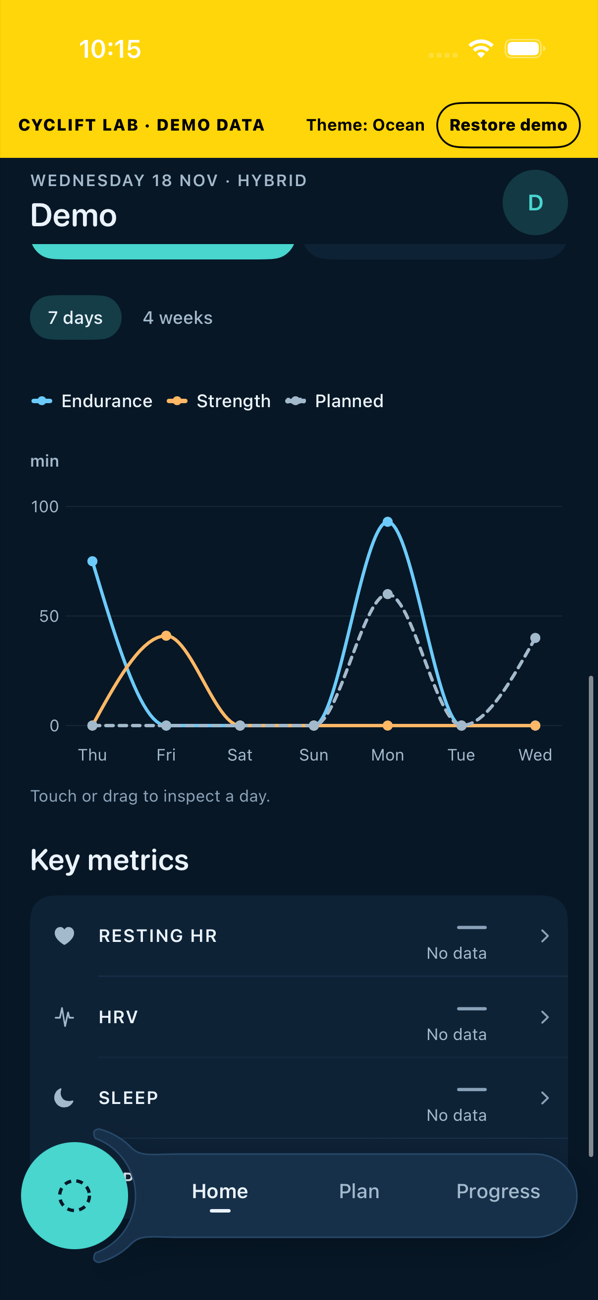 10:15
CYCLIFT LAB · DEMO DATA Theme: Ocean Restore demo
WEDNESDAY 18 NOV · HYBRID
Demo
D
7 days 4 weeks
Endurance Strength Planned
min
100
50
0
Thu Fri Sat Sun Mon Tue Wed
Touch or drag to inspect a day.
Key metrics
RESTING HR
No data
HRV
No data
SLEEP
No data
Home Plan Progress